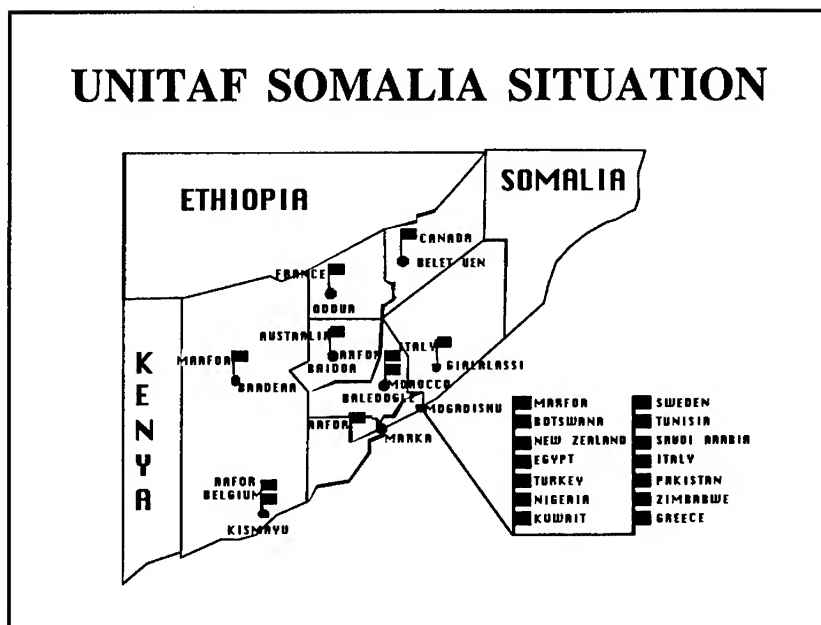 UNITAF SOMALIA SITUATION
ETHIOPIA
SOMALIA
CANADA
BELET UEN
FRANCE
ODDUR
AUSTRALIA
ITALY
MARFOR
ARFOR
BAIDOA
GIALALASSI
BARDERA
MOROCCO
BALEDOGLE
KENYA
ARFOR
MOGADISHU
MARKA
MARFOR
SWEDEN
BOTSWANA
TUNISIA
NEW ZEALAND
SAUDI ARABIA
EGYPT
ITALY
TURKEY
PAKISTAN
NIGERIA
ZIMBABWE
KUWAIT
GREECE
ARFOR
BELGIUM
KISMAYU